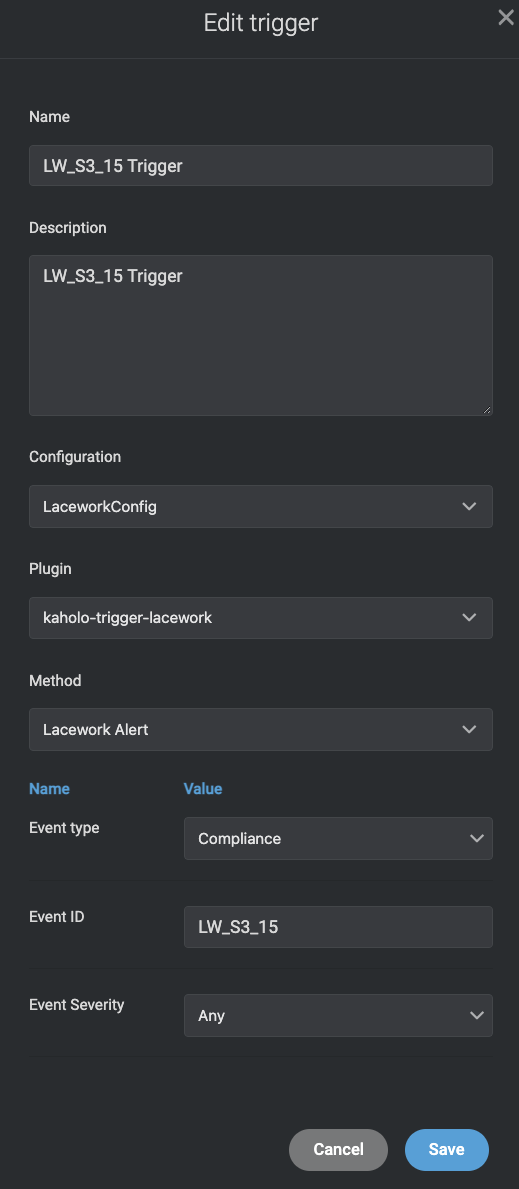 Edit trigger
Name
LW_S3_15 Trigger
Description
LW_S3_15 Trigger
Configuration
LaceworkConfig
Plugin
kaholo-trigger-lacework
Method
Lacework Alert
Name Value
Event type Compliance
Event ID LW_S3_15
Event Severity Any
Cancel Save